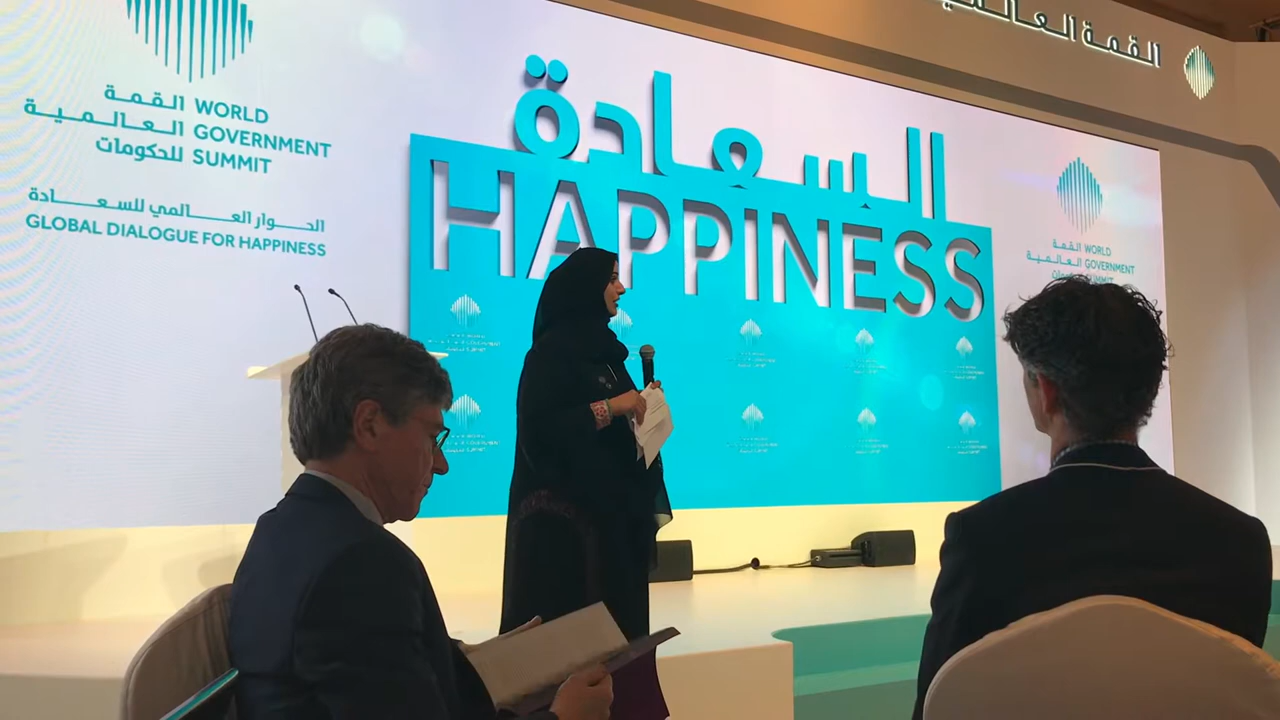 القمة العالمية
القمة WORLD
العالمية GOVERNMENT
للحكومات SUMMIT
الحوار العالمي للسعادة
GLOBAL DIALOGUE FOR HAPPINESS
السعادة
HAPPINESS
القمة WORLD
العالمية GOVERNMENT
SUMMIT